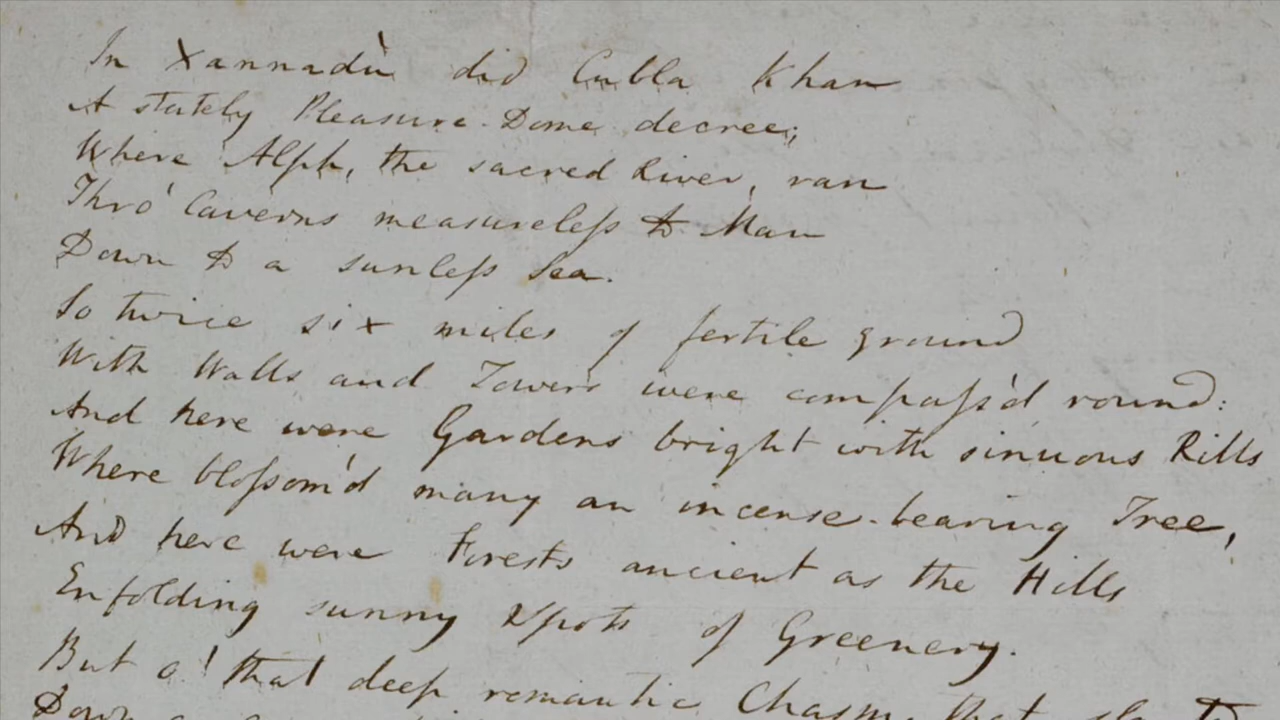 In Xannadù did Cubla Khan
A stately Pleasure-Dome decree;
Where Alph, the sacred River, ran
Thro' Caverns measureleſs to Man
Down to a sunleſs Sea.
So twice six miles of fertile ground
With Walls and Towers were compaſs'd round:
And here were Gardens bright with sinuous Rills
Where bloſsom'd many an incense-bearing Tree,
And here were Forests ancient as the Hills
Enfolding sunny Spots of Greenery.
But o! that deep romantic Chasm, that
Down a